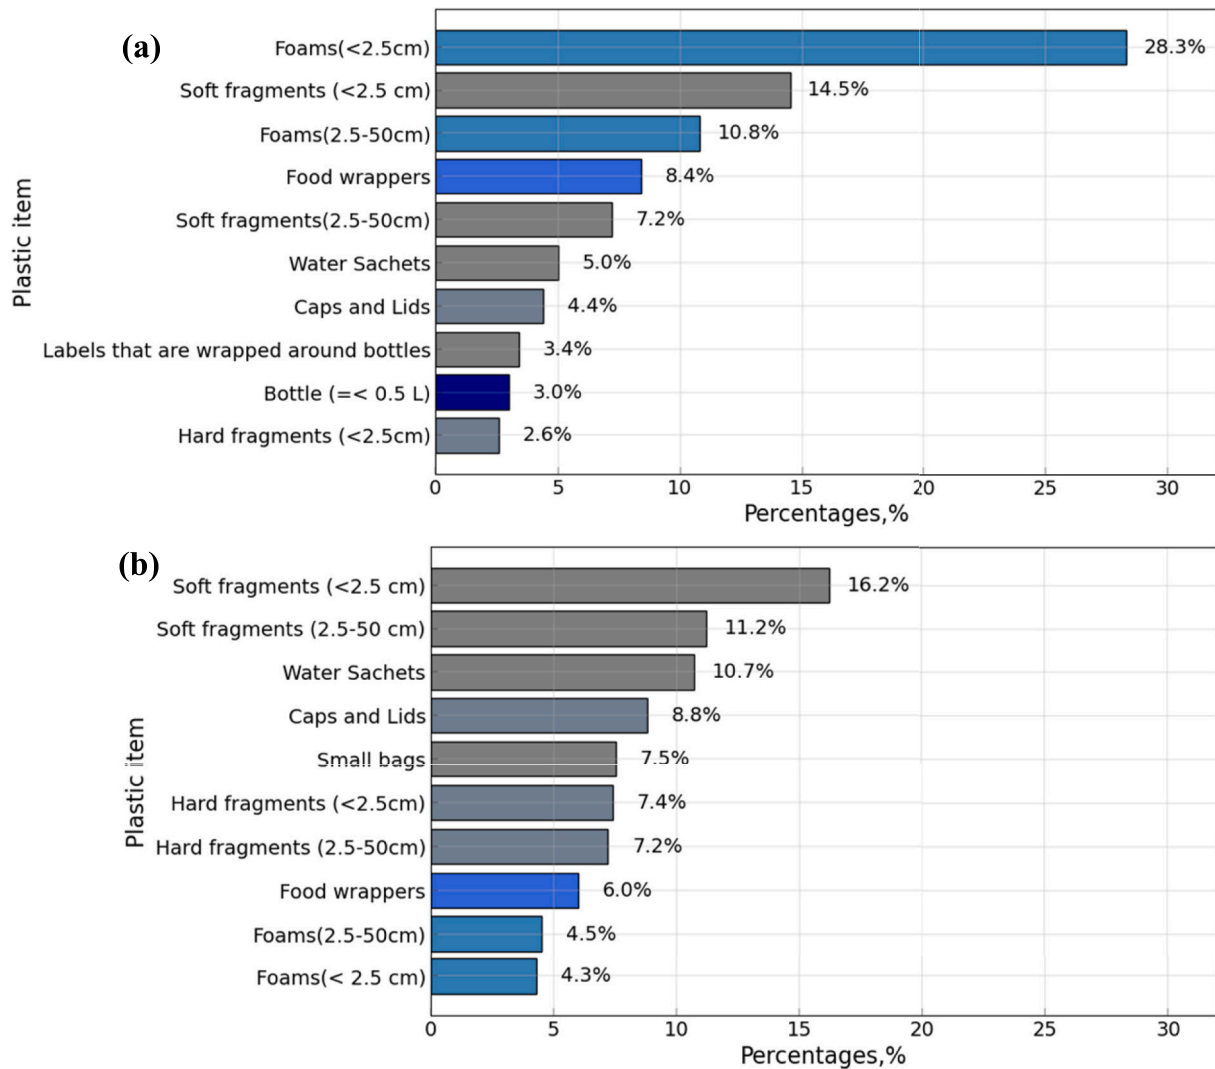 (a)
Plastic item
Foams(<2.5cm) 28.3%
Soft fragments (<2.5 cm) 14.5%
Foams(2.5-50cm) 10.8%
Food wrappers 8.4%
Soft fragments(2.5-50cm) 7.2%
Water Sachets 5.0%
Caps and Lids 4.4%
Labels that are wrapped around bottles 3.4%
Bottle (=< 0.5 L) 3.0%
Hard fragments (<2.5cm) 2.6%
0 5 10 15 20 25 30
Percentages,%
(b)
Plastic item
Soft fragments (<2.5 cm) 16.2%
Soft fragments (2.5-50 cm) 11.2%
Water Sachets 10.7%
Caps and Lids 8.8%
Small bags 7.5%
Hard fragments (<2.5cm) 7.4%
Hard fragments (2.5-50cm) 7.2%
Food wrappers 6.0%
Foams(2.5-50cm) 4.5%
Foams(< 2.5 cm) 4.3%
0 5 10 15 20 25 30
Percentages,%